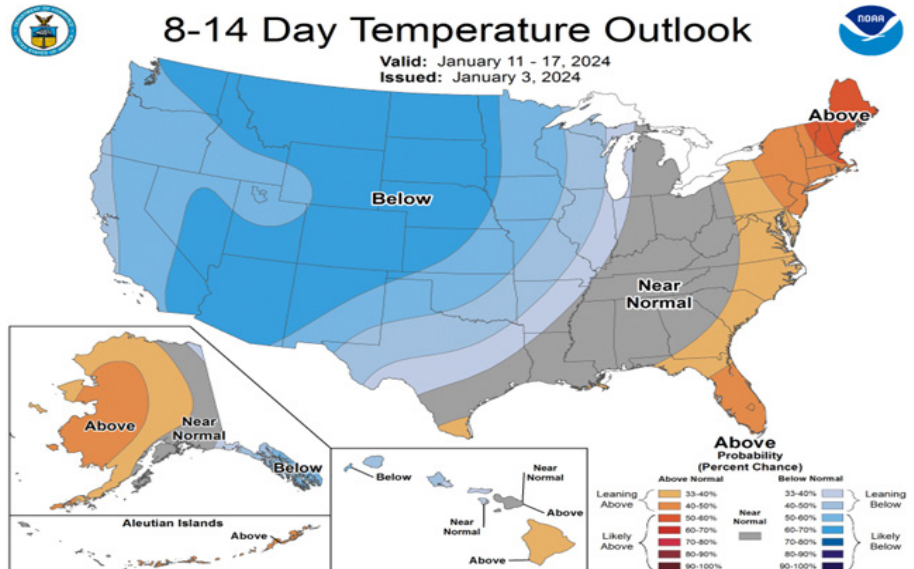 8-14 Day Temperature Outlook
Valid: January 11 - 17, 2024
Issued: January 3, 2024
NOAA
Above
Below
Near
Normal
Above
Above
Near
Normal
Below
Aleutian Islands
Above
Below
Near
Normal
Near
Normal
Above
Above
Probability
(Percent Chance)
Above Normal
Below Normal
Leaning
Above
33-40%
40-50%
Likely
Above
50-60%
60-70%
70-80%
80-90%
90-100%
Near
Normal
33-40%
40-50%
Leaning
Below
50-60%
60-70%
70-80%
80-90%
90-100%
Likely
Below